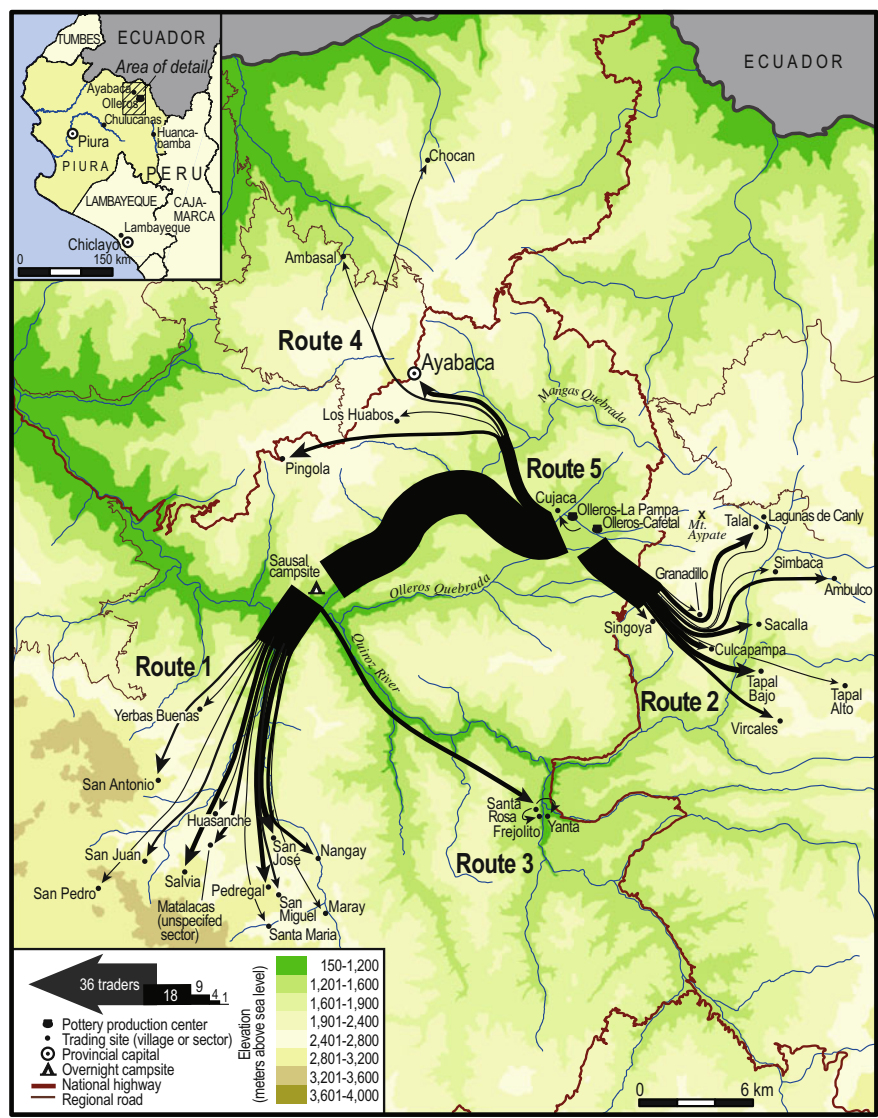 ECUADOR
TUMBES
Area of detail
Ayabaca
Olleros
Chulucanas
Huanca-
bamba
Piura
PIURA
PERU
LAMBAYEQUE
CAJA-
MARCA
Lambayeque
Chiclayo
0 150 km
ECUADOR
Chocan
Ambasal
Route 4
Ayabaca
Mangas Quebrada
Los Huabos
Pingola
Route 5
Cujaca
Olleros-La Pampa
Olleros-Cafétal
x
Mt.
Aypate
Talal
Lagunas de Canly
Sausal
campsite
Olleros Quebrada
Granadillo
Simbaca
Ambulco
Singoya
Sacalla
Culcapampa
Route 1
Quiroz River
Tapal
Bajo
Tapal
Alto
Route 2
Vircales
Yerbas Buenas
San Antonio
Huasanche
Santa
Rosa
Frejolito
Yanta
San Juan
San
José
Nangay
Route 3
San Pedro
Salvia
Pedregal
Matalacas
(unspecifed
sector)
San
Miguel
Maray
Santa Maria
36 traders
18
9
4
1
Pottery production center
Trading site (village or sector)
Provincial capital
Overnight campsite
National highway
Regional road
Elevation
(meters above sea level)
150-1,200
1,201-1,600
1,601-1,900
1,901-2,400
2,401-2,800
2,801-3,200
3,201-3,600
3,601-4,000
0 6 km